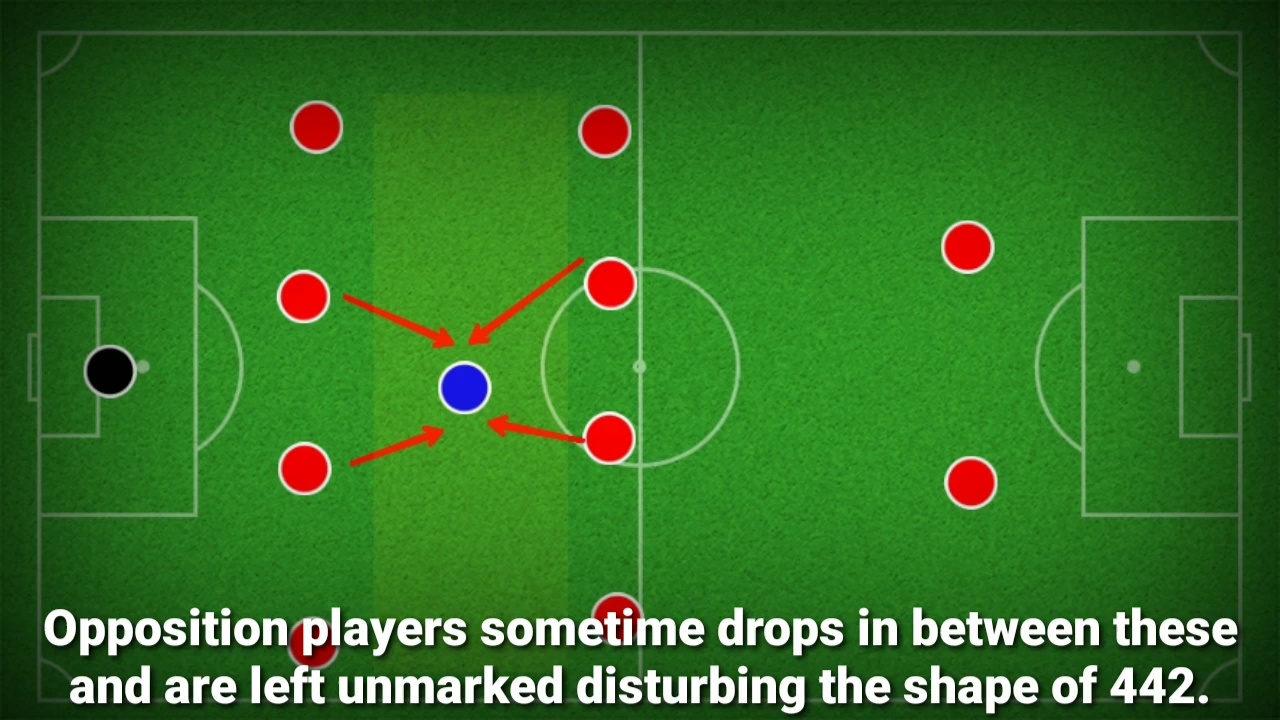 Opposition players sometime drops in between these
and are left unmarked disturbing the shape of 442.